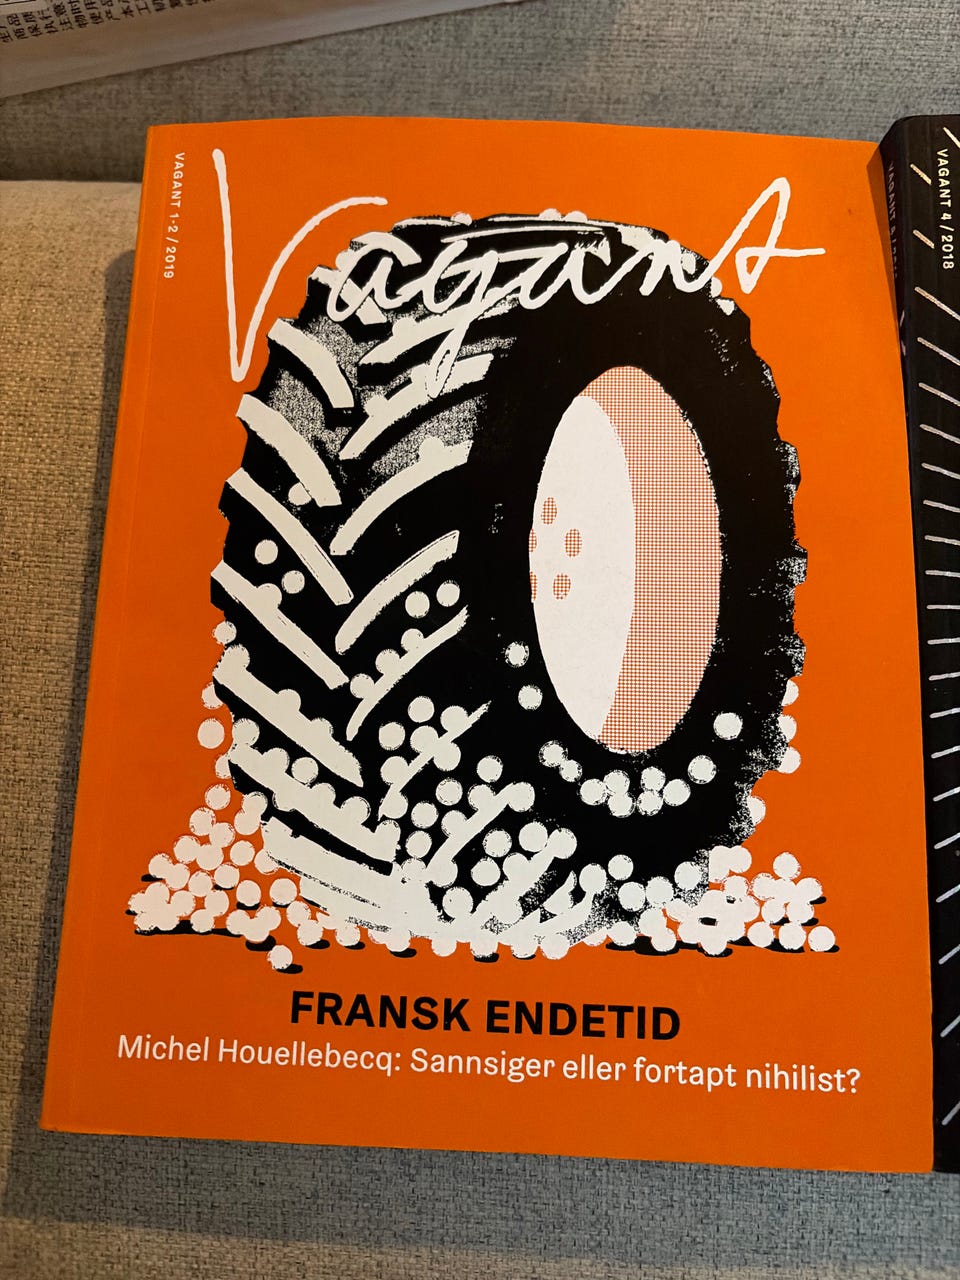 VAGANT 1-2 / 2019
Vagant
FRANSK ENDETID
Michel Houellebecq: Sannsiger eller fortapt nihilist?
VAGANT 4 / 2018